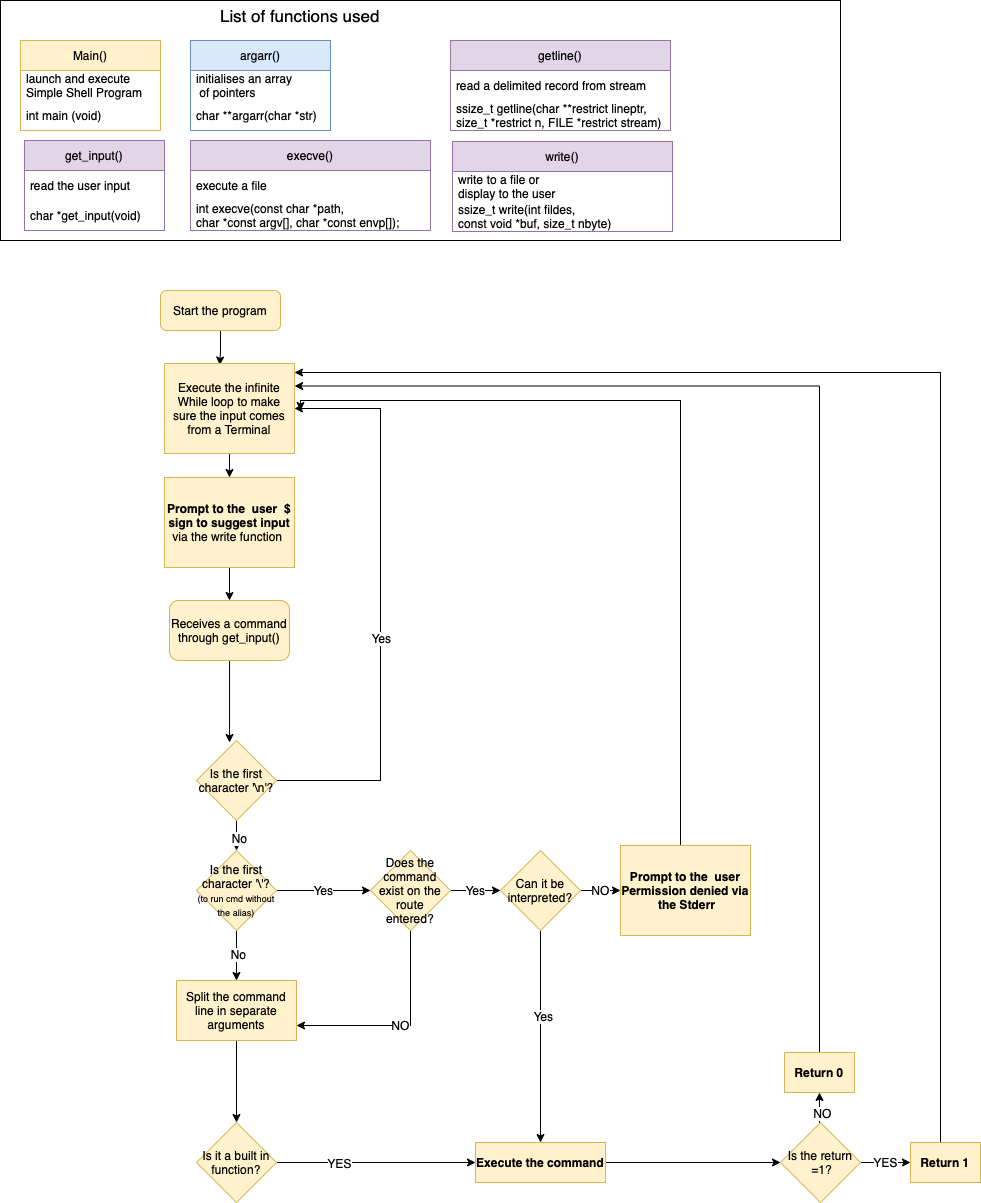 List of functions used
Main()
launch and execute
Simple Shell Program
int main (void)
argarr()
initialises an array
of pointers
char **argarr(char *str)
getline()
read a delimited record from stream
ssize_t getline(char **restrict lineptr,
size_t *restrict n, FILE *restrict stream)
get_input()
read the user input
char *get_input(void)
execve()
execute a file
int execve(const char *path,
char *const argv[], char *const envp[]);
write()
write to a file or
display to the user
ssize_t write(int fildes,
const void *buf, size_t nbyte)
Start the program
Execute the infinite
While loop to make
sure the input comes
from a Terminal
Prompt to the user $
sign to suggest input
via the write function
Receives a command
through get_input()
Yes
Is the first
character '\n'?
No
Is the first
character '\'?
(to run cmd without
the alias)
Yes
Does the
command
exist on the
route
entered?
Yes
Can it be
interpreted?
NO
Prompt to the user
Permission denied via
the Stderr
No
Split the command
line in separate
arguments
NO
Yes
Return 0
NO
Is it a built in
function?
YES
Execute the command
Is the return
=1?
YES
Return 1